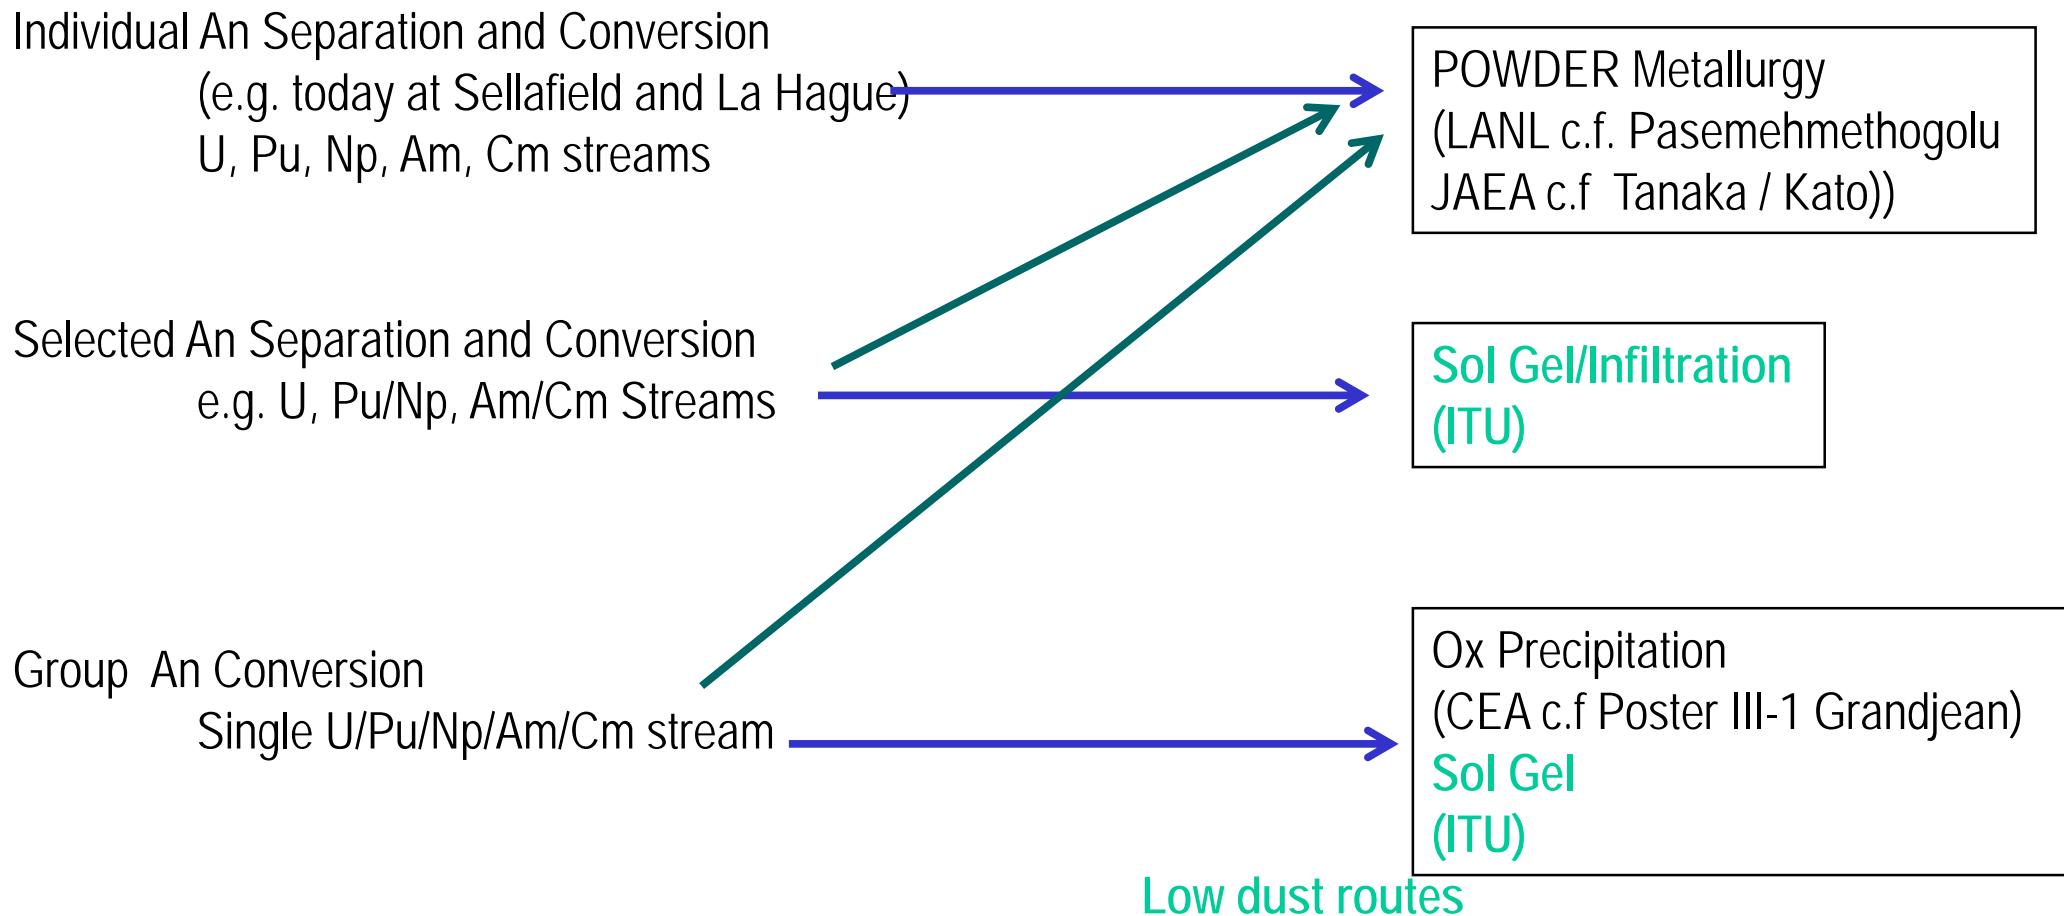 Individual An Separation and Conversion
(e.g. today at Sellafield and La Hague)
U, Pu, Np, Am, Cm streams
POWDER Metallurgy
(LANL c.f. Pasemehmethogolu
JAEA c.f Tanaka / Kato))
Selected An Separation and Conversion
e.g. U, Pu/Np, Am/Cm Streams
Sol Gel/Infiltration
(ITU)
Group An Conversion
Single U/Pu/Np/Am/Cm stream
Ox Precipitation
(CEA c.f Poster III-1 Grandjean)
Sol Gel
(ITU)
Low dust routes